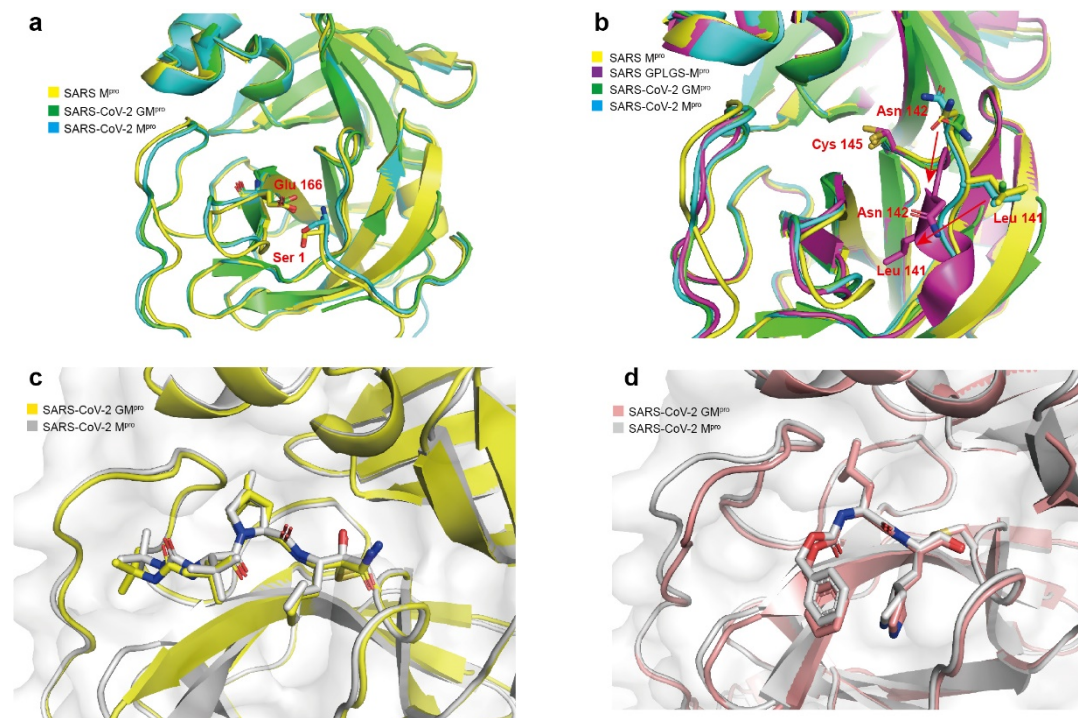 a
SARS Mᵖʳᵒ
SARS-CoV-2 GMᵖʳᵒ
SARS-CoV-2 Mᵖʳᵒ
Glu 166
Ser 1
b
SARS Mᵖʳᵒ
SARS GPLGS-Mᵖʳᵒ
SARS-CoV-2 GMᵖʳᵒ
SARS-CoV-2 Mᵖʳᵒ
Asn 142
Cys 145
Asn 142
Leu 141
Leu 141
c
SARS-CoV-2 GMᵖʳᵒ
SARS-CoV-2 Mᵖʳᵒ
d
SARS-CoV-2 GMᵖʳᵒ
SARS-CoV-2 Mᵖʳᵒ